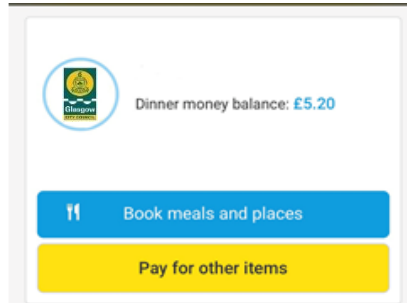 Glasgow
CITY COUNCIL
Dinner money balance: £5.20
Book meals and places
Pay for other items